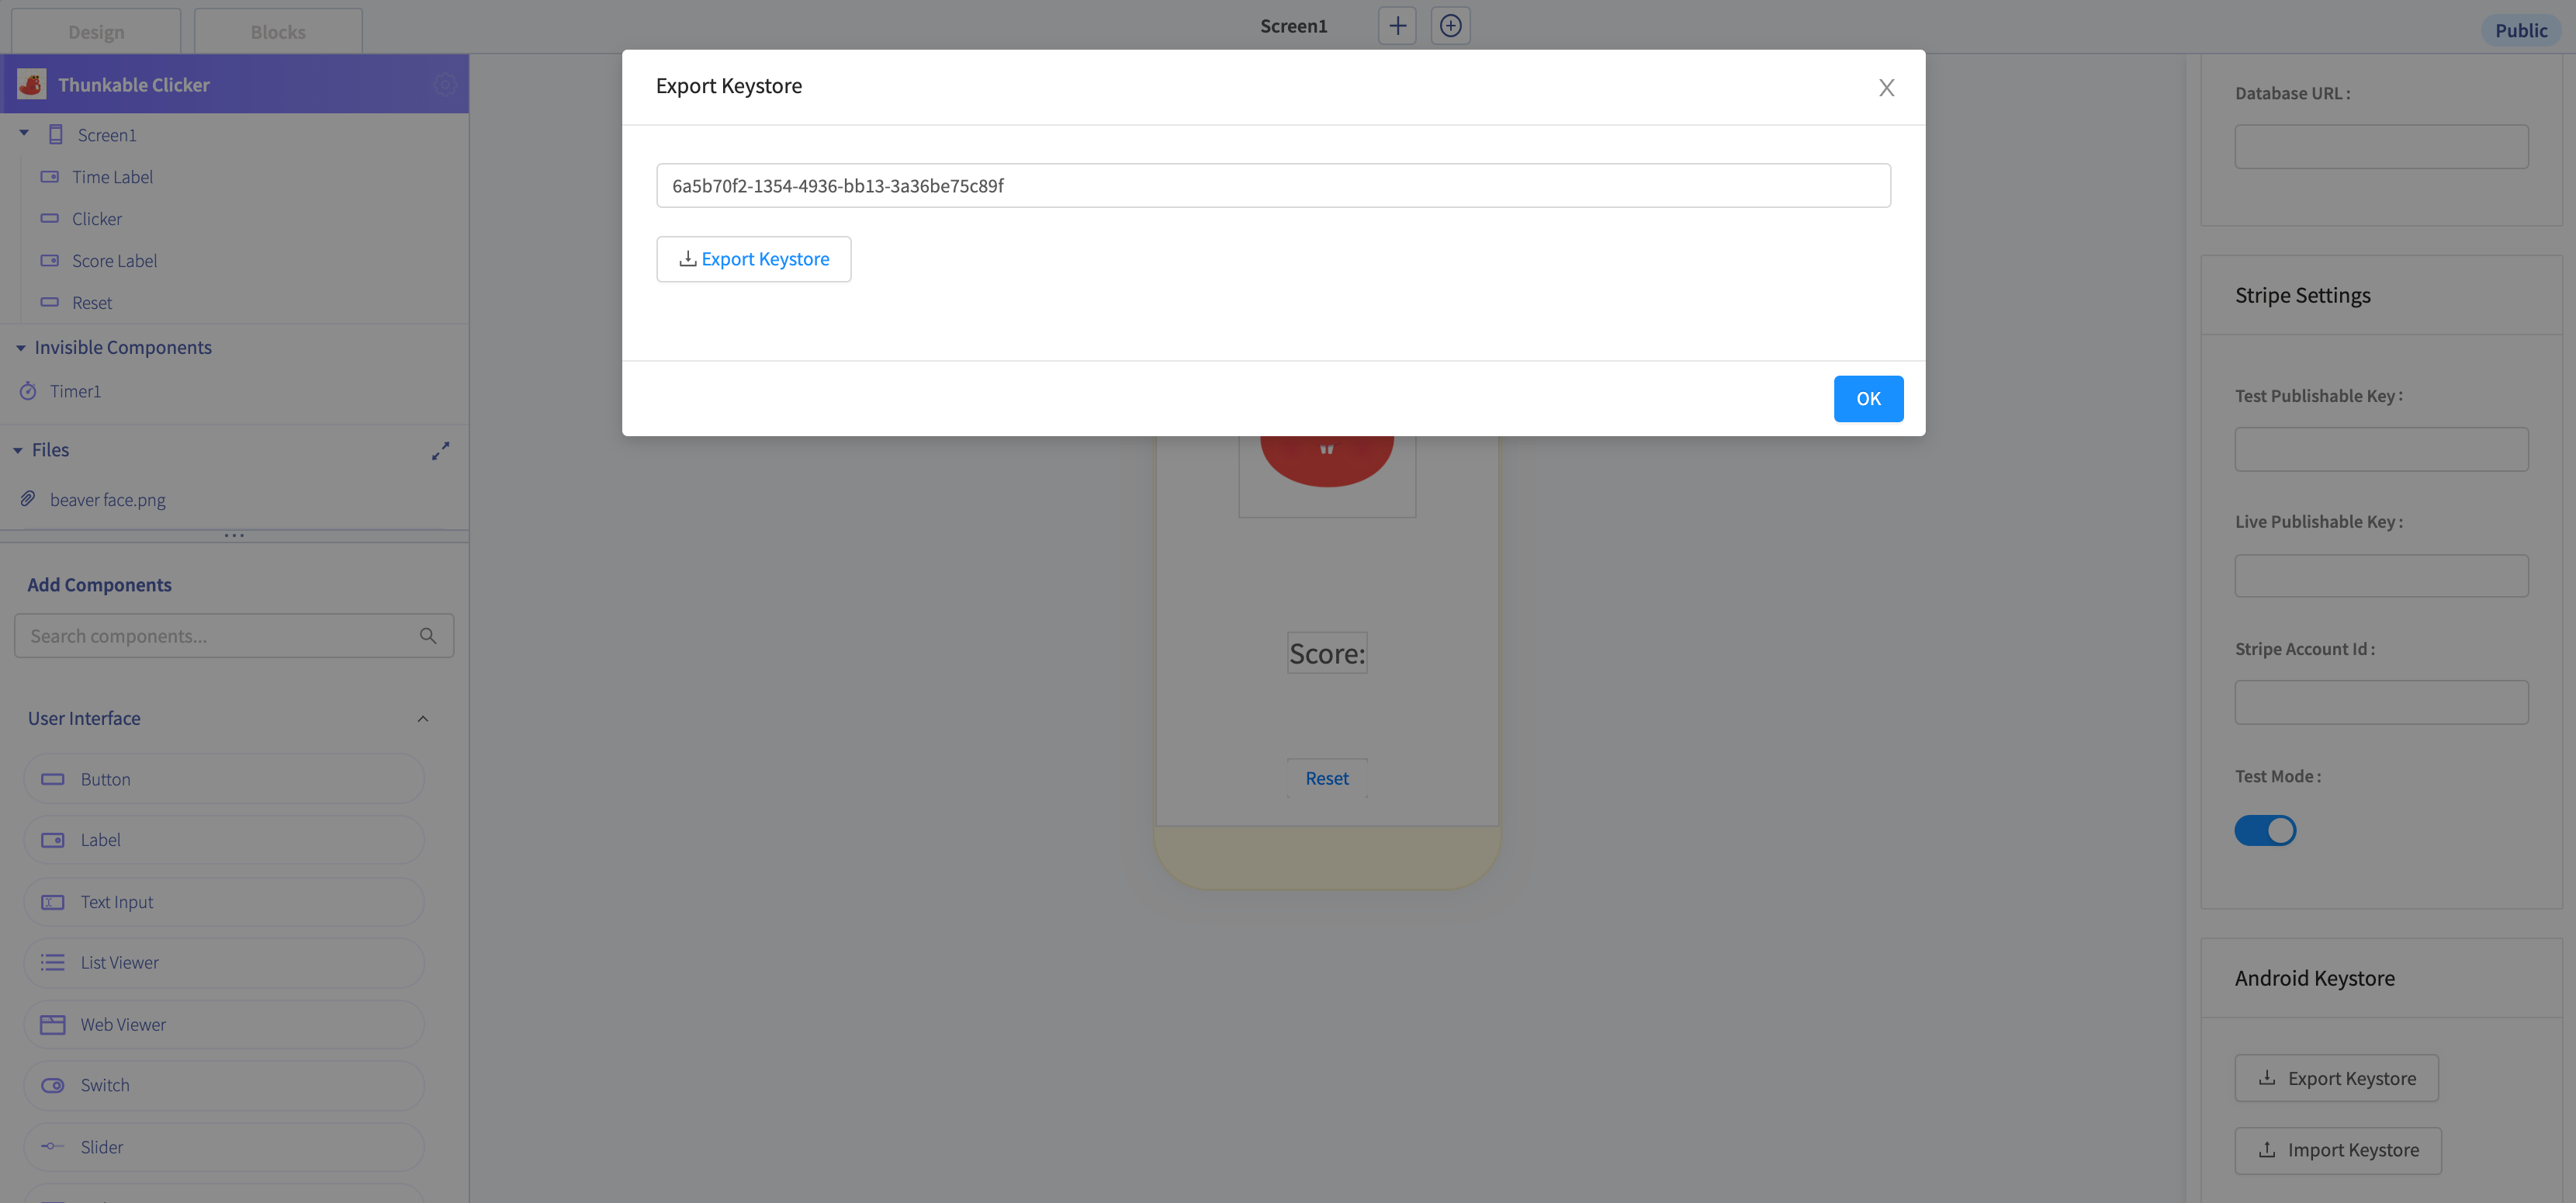 Design
Blocks
Screen1
Public
Thunkable Clicker
Screen1
Time Label
Clicker
Score Label
Reset
Invisible Components
Timer1
Files
beaver face.png
Add Components
Search components...
User Interface
Button
Label
Text Input
List Viewer
Web Viewer
Switch
Slider
Export Keystore
X
6a5b70f2-1354-4936-bb13-3a36be75c89f
Export Keystore
OK
Score:
Reset
Database URL :
Stripe Settings
Test Publishable Key :
Live Publishable Key :
Stripe Account Id :
Test Mode :
Android Keystore
Export Keystore
Import Keystore